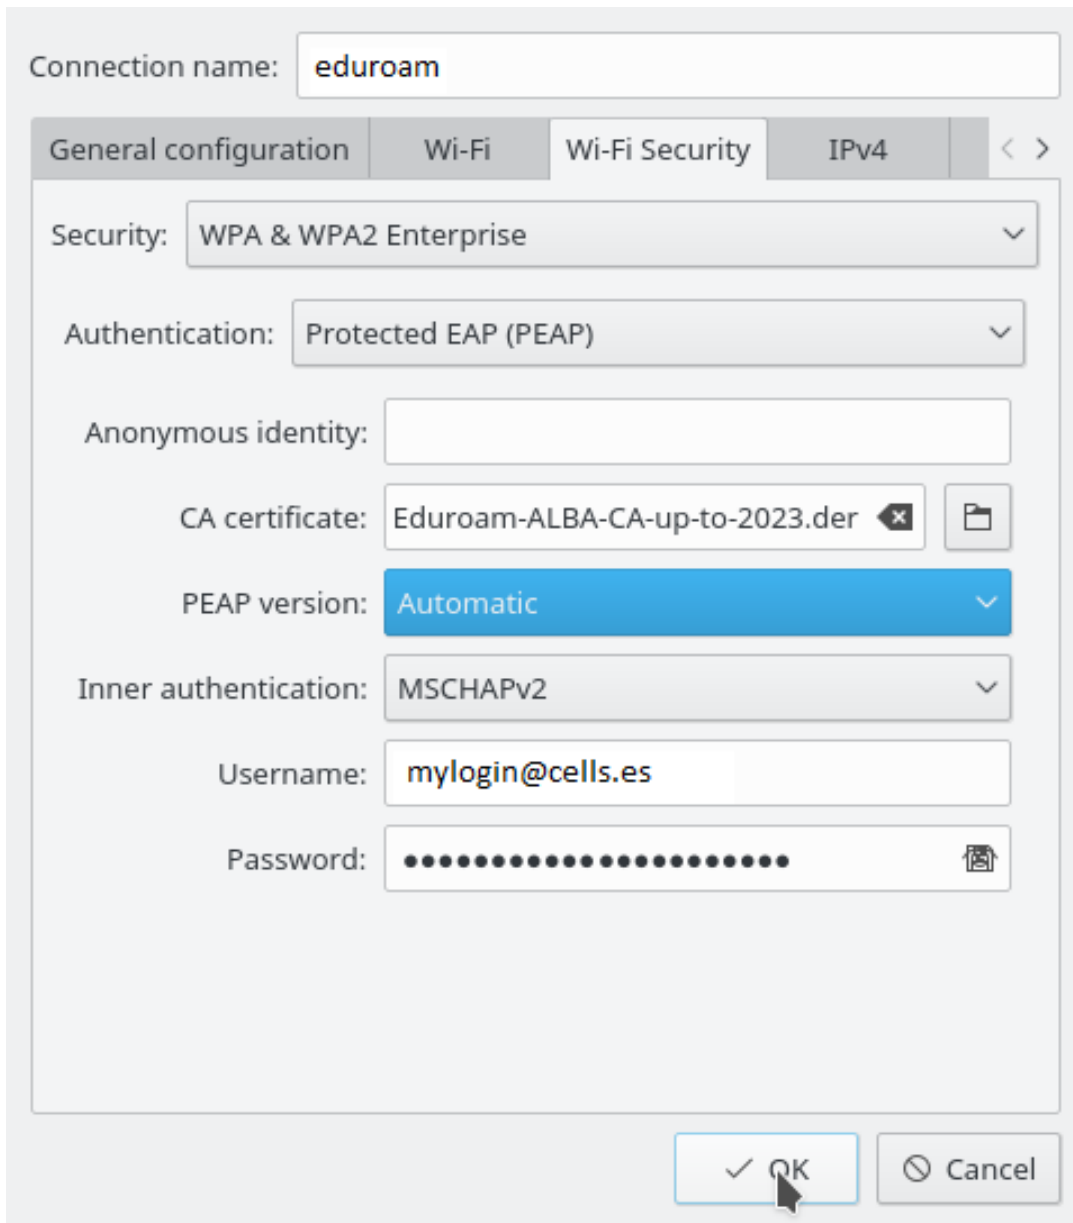 Connection name: eduroam
General configuration Wi-Fi Wi-Fi Security IPv4
Security: WPA & WPA2 Enterprise
Authentication: Protected EAP (PEAP)
Anonymous identity:
CA certificate: Eduroam-ALBA-CA-up-to-2023.der
PEAP version: Automatic
Inner authentication: MSCHAPv2
Username: mylogin@cells.es
Password: ●●●●●●●●●●●●●●●●●●●●●●
OK Cancel